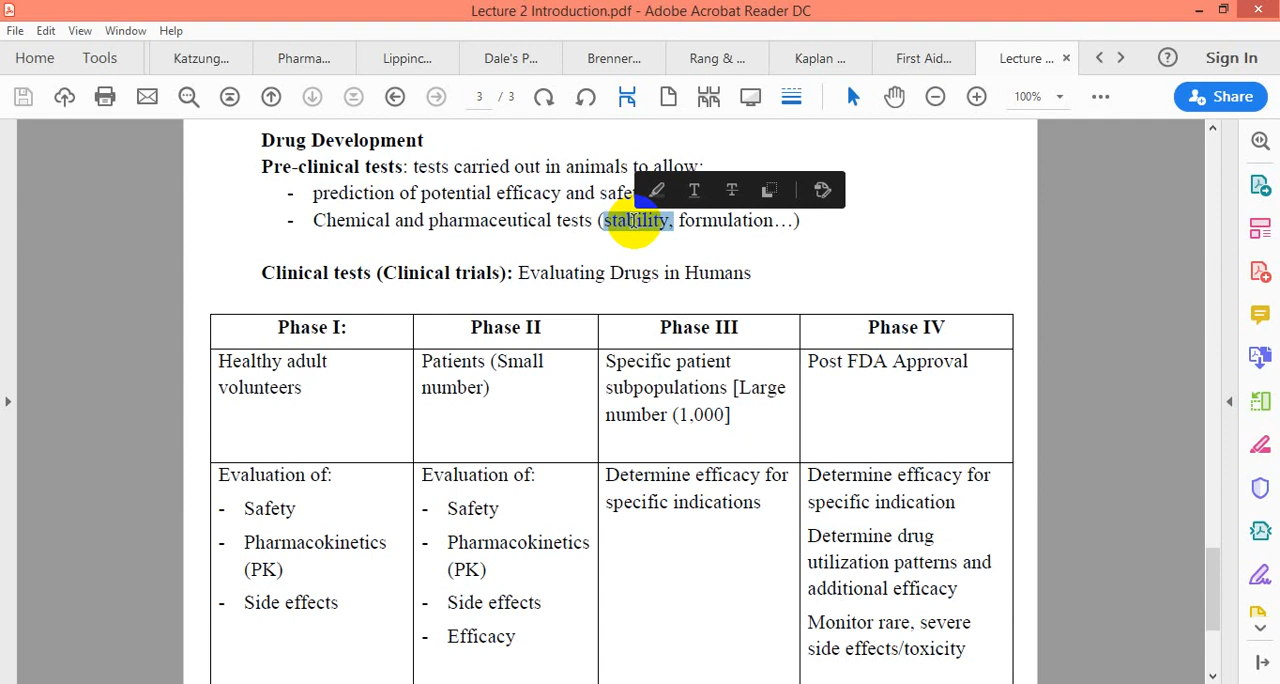 Lecture 2 Introduction.pdf - Adobe Acrobat Reader DC
File Edit View Window Help
Home Tools Katzung... Pharma... Lippinc... Dale's P... Brenner... Rang & ... Kaplan ... First Aid... Lecture ... × Sign In
3 / 3 100% Share
Drug Development
Pre-clinical tests: tests carried out in animals to allow:
- prediction of potential efficacy and safe
- Chemical and pharmaceutical tests (stability, formulation…)
Clinical tests (Clinical trials): Evaluating Drugs in Humans
Phase I: Phase II Phase III Phase IV
Healthy adult
volunteers
Patients (Small
number)
Specific patient
subpopulations [Large
number (1,000]
Post FDA Approval
Evaluation of:
- Safety
- Pharmacokinetics
(PK)
- Side effects
Evaluation of:
- Safety
- Pharmacokinetics
(PK)
- Side effects
- Efficacy
Determine efficacy for
specific indications
Determine efficacy for
specific indication
Determine drug
utilization patterns and
additional efficacy
Monitor rare, severe
side effects/toxicity